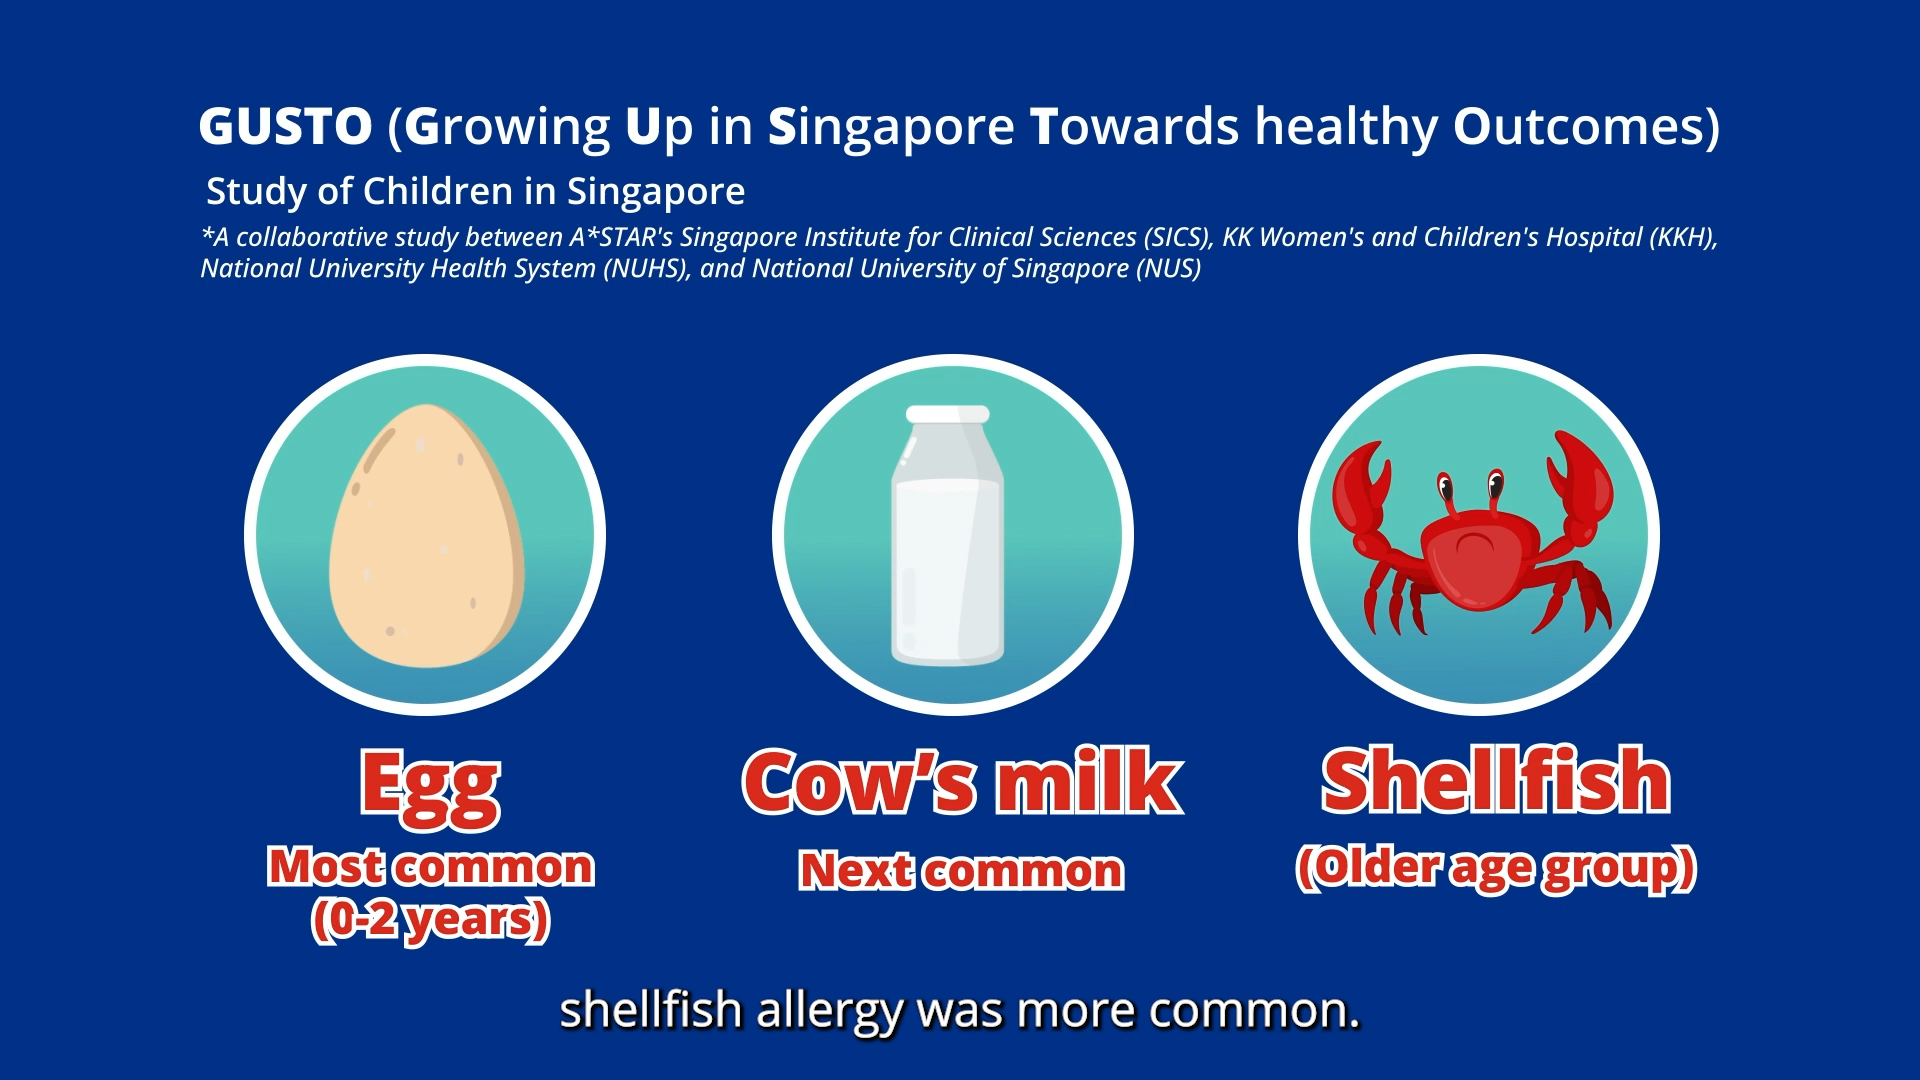 GUSTO (Growing Up in Singapore Towards healthy Outcomes)
Study of Children in Singapore
*A collaborative study between A*STAR's Singapore Institute for Clinical Sciences (SICS), KK Women's and Children's Hospital (KKH),
National University Health System (NUHS), and National University of Singapore (NUS)
Egg
Most common
(0-2 years)
Cow’s milk
Next common
Shellfish
(Older age group)
shellfish allergy was more common.